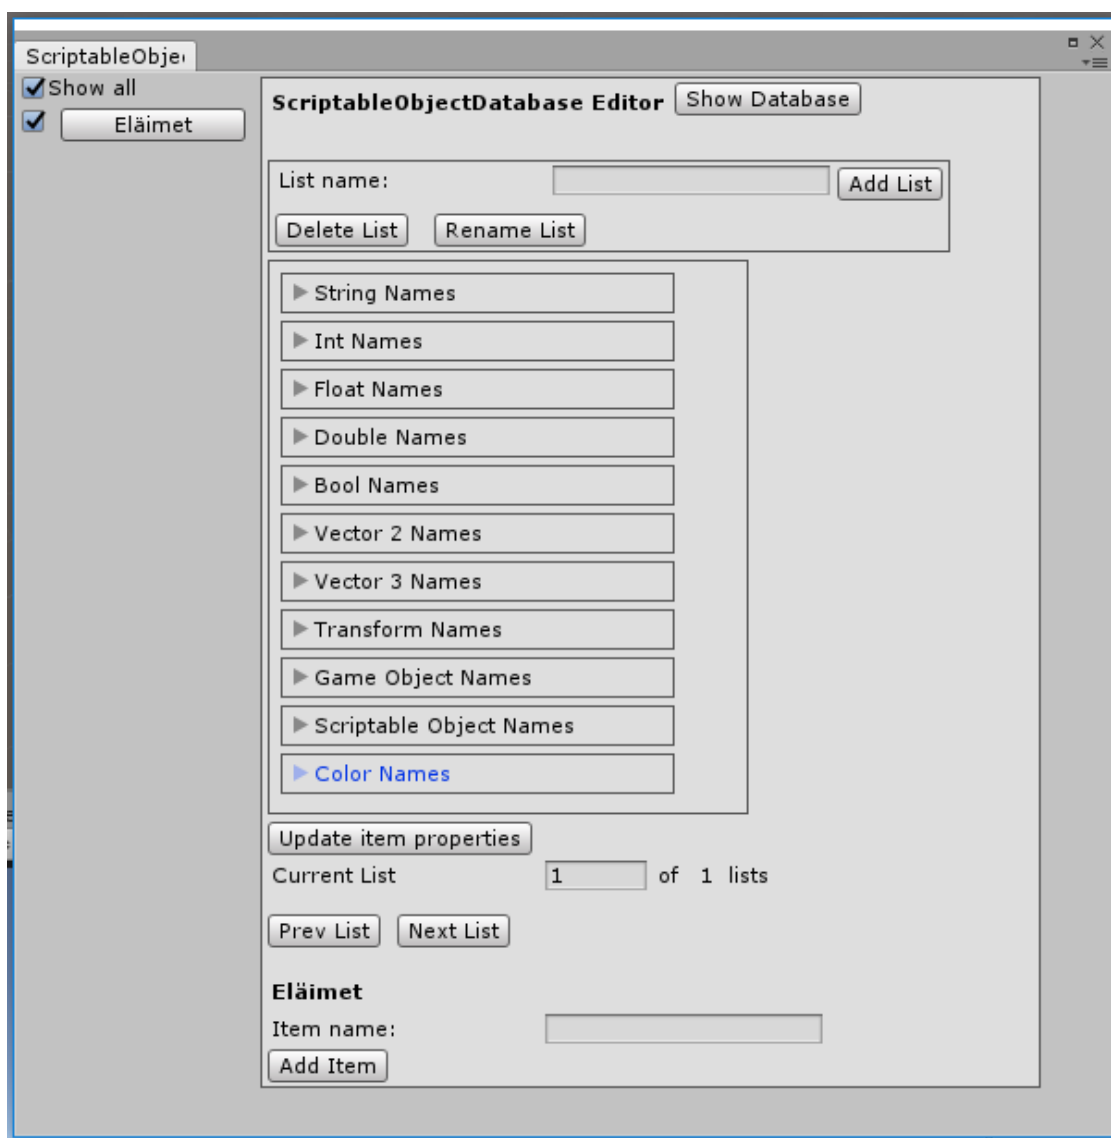 ScriptableObje
Show all
Eläimet
ScriptableObjectDatabase Editor Show Database
List name: Add List
Delete List Rename List
String Names
Int Names
Float Names
Double Names
Bool Names
Vector 2 Names
Vector 3 Names
Transform Names
Game Object Names
Scriptable Object Names
Color Names
Update item properties
Current List 1 of 1 lists
Prev List Next List
Eläimet
Item name:
Add Item